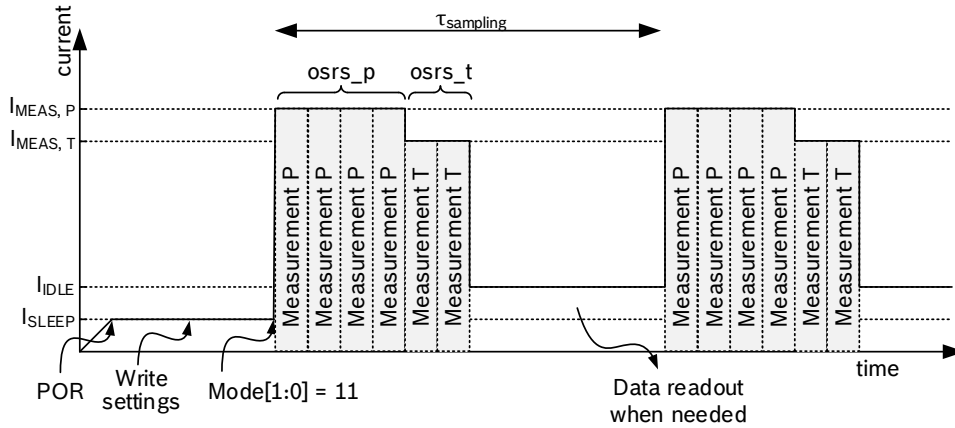 τsampling
current
osrs_p
osrs_t
IMEAS, P
IMEAS, T
Measurement P
Measurement P
Measurement P
Measurement P
Measurement T
Measurement T
Measurement P
Measurement P
Measurement P
Measurement P
Measurement T
Measurement T
IIDLE
ISLEEP
time
POR
Write
settings
Mode[1:0] = 11
Data readout
when needed